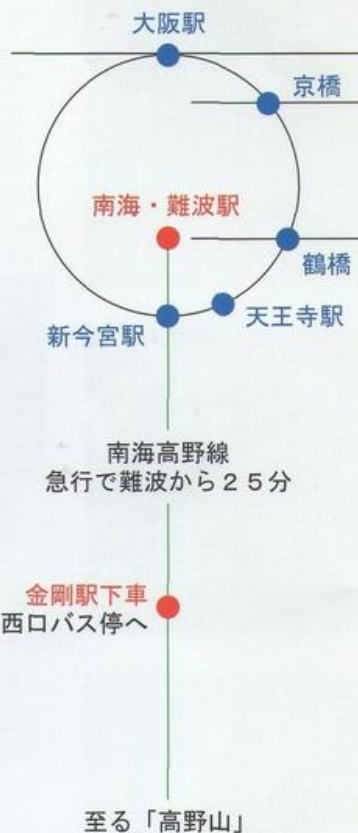 大阪駅
京橋
南海・難波駅
鶴橋
天王寺駅
新今宮駅
南海高野線
急行で難波から２５分
金剛駅下車
西口バス停へ
至る「高野山」